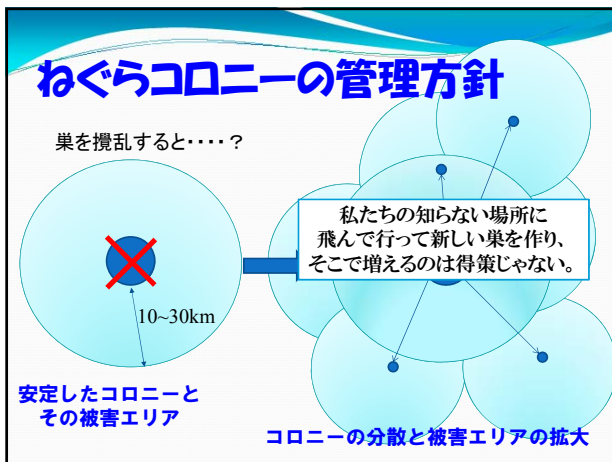 ねぐらコロニーの管理方針
巣を攪乱すると・・・・？
私たちの知らない場所に
飛んで行って新しい巣を作り、
そこで増えるのは得策じゃない。
10~30km
安定したコロニーと
その被害エリア
コロニーの分散と被害エリアの拡大